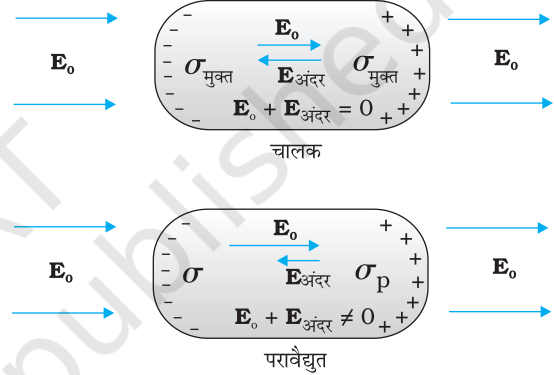 E₀
E₀ E₀
σमुक्त Eअंदर σमुक्त
E₀ + Eअंदर = 0
चालक
E₀
E₀ E₀
σ Eअंदर σp
E₀ + Eअंदर ≠ 0
परावैद्युत